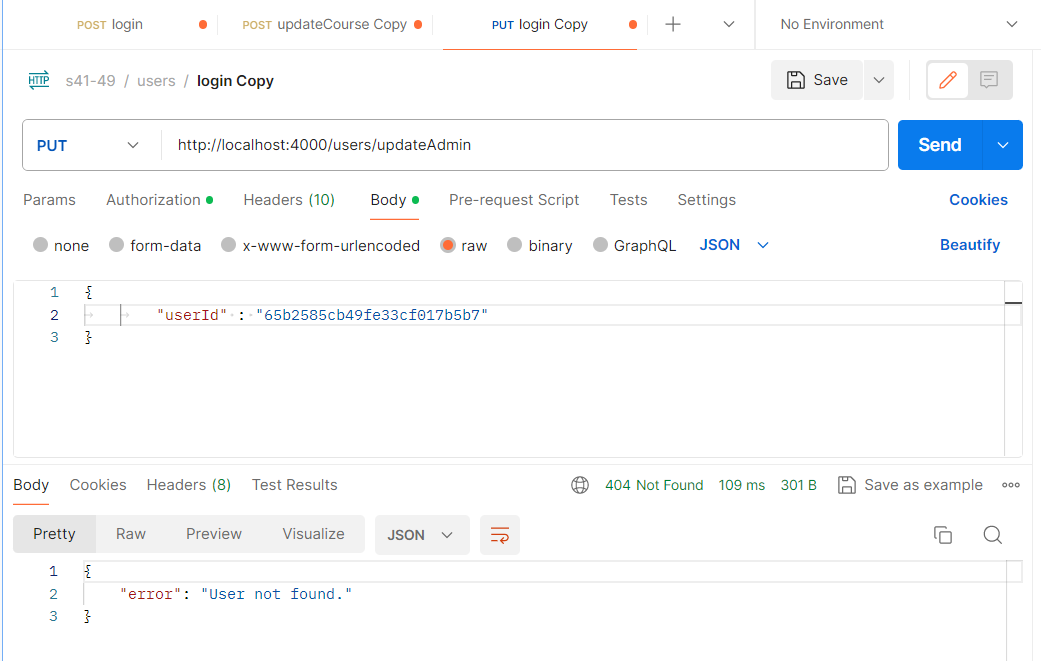 POST login POST updateCourse Copy PUT login Copy No Environment
HTTP s41-49 / users / login Copy Save
PUT http://localhost:4000/users/updateAdmin Send
Params Authorization Headers (10) Body Pre-request Script Tests Settings Cookies
none form-data x-www-form-urlencoded raw binary GraphQL JSON Beautify
1 {
2 "userId" : "65b2585cb49fe33cf017b5b7"
3 }
Body Cookies Headers (8) Test Results 404 Not Found 109 ms 301 B Save as example
Pretty Raw Preview Visualize JSON
1 {
2 "error": "User not found."
3 }